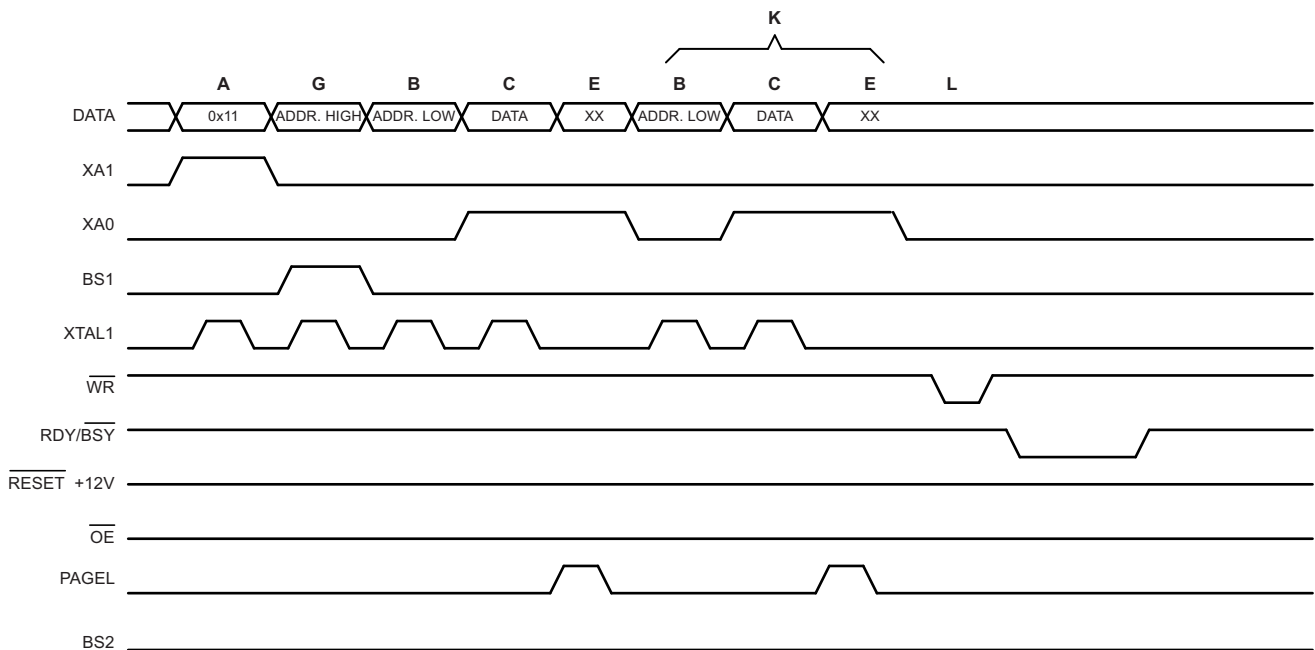 K
A G B C E B C E L
DATA 0x11 ADDR. HIGH ADDR. LOW DATA XX ADDR. LOW DATA XX
XA1
XA0
BS1
XTAL1
WR
RDY/BSY
RESET +12V
OE
PAGEL
BS2